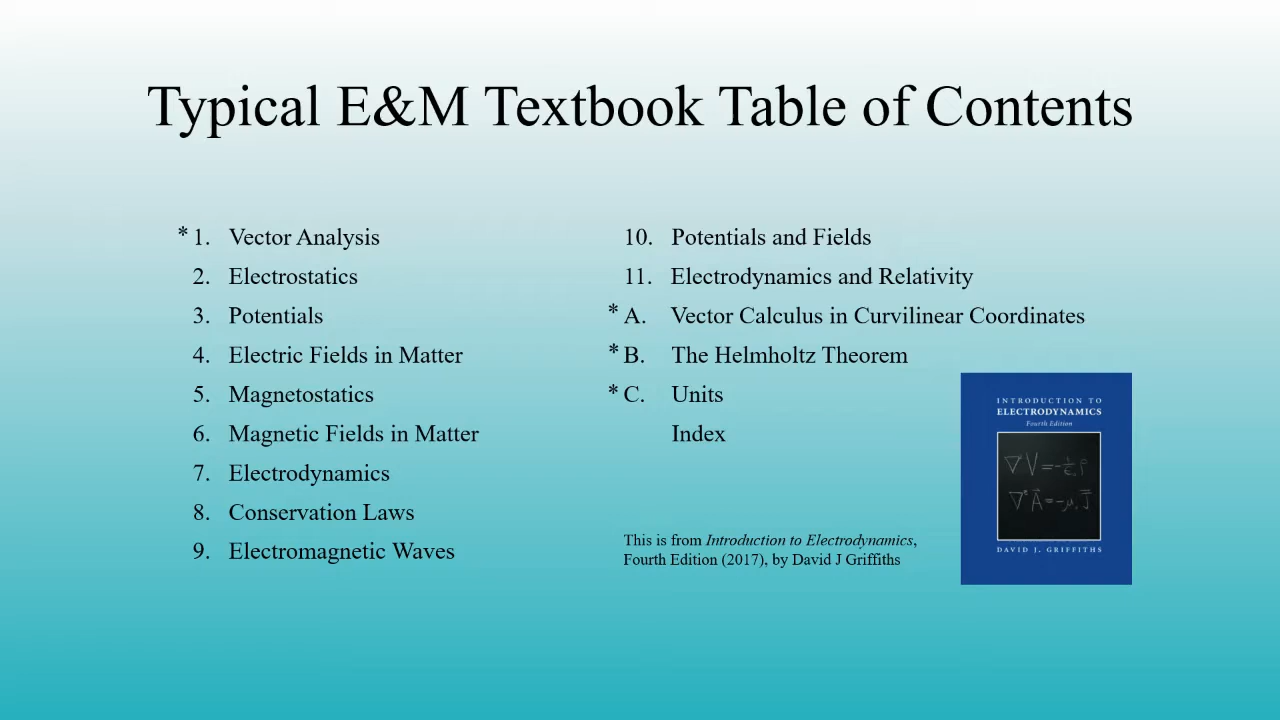 Typical E&M Textbook Table of Contents
* 1. Vector Analysis
2. Electrostatics
3. Potentials
4. Electric Fields in Matter
5. Magnetostatics
6. Magnetic Fields in Matter
7. Electrodynamics
8. Conservation Laws
9. Electromagnetic Waves
10. Potentials and Fields
11. Electrodynamics and Relativity
* A. Vector Calculus in Curvilinear Coordinates
* B. The Helmholtz Theorem
* C. Units
Index
This is from Introduction to Electrodynamics,
Fourth Edition (2017), by David J Griffiths
INTRODUCTION TO
ELECTRODYNAMICS
Fourth Edition
DAVID J. GRIFFITHS